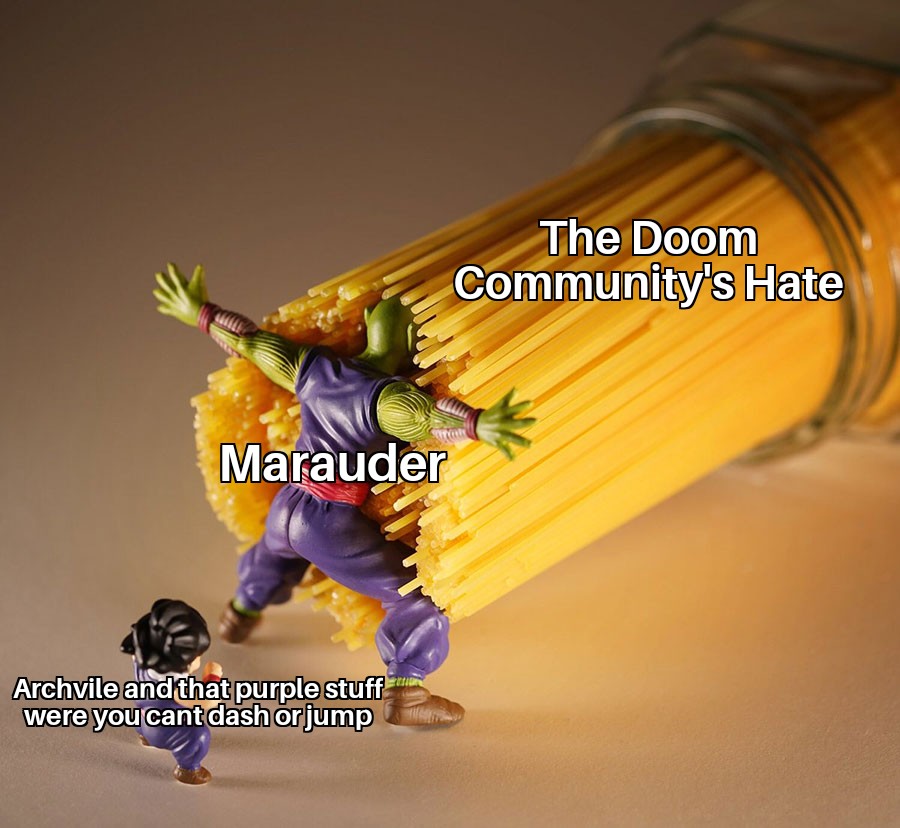 The Doom
Community's Hate
Marauder
Archvile and that purple stuff
were you cant dash or jump